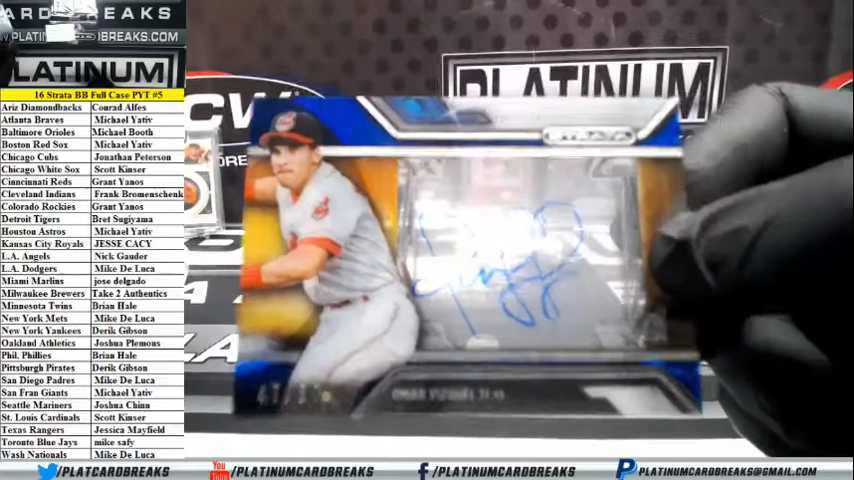 CARD BREAKS
PLATIN
BREAKS.COM
PLATINUM
16 Strata BB Full Case PYT #5
Ariz Diamondbacks Conrad Alfes
Atlanta Braves Michael Yativ
Baltimore Orioles Michael Booth
Boston Red Sox Michael Yativ
Chicago Cubs Jonathan Peterson
Chicago White Sox Scott Kinser
Cinncinati Reds Grant Yanos
Cleveland Indians Frank Bromenschenk
Colorado Rockies Grant Yanos
Detroit Tigers Bret Sugiyama
Houston Astros Michael Yativ
Kansas City Royals JESSE CACY
L.A. Angels Nick Gauder
L.A. Dodgers Mike De Luca
Miami Marlins jose delgado
Milwaukee Brewers Take 2 Authentics
Minnesota Twins Brian Hale
New York Mets Mike De Luca
New York Yankees Derik Gibson
Oakland Athletics Joshua Plemons
Phil. Phillies Brian Hale
Pittsburgh Pirates Derik Gibson
San Diego Padres Mike De Luca
San Fran Giants Michael Yativ
Seattle Mariners Joshua Chinn
St. Louis Cardinals Scott Kinser
Texas Rangers Jessica Mayfield
Toronto Blue Jays mike safy
Wash Nationals Mike De Luca
PLATINUM
OMAR VIZQUEL
/PLATCARDBREAKS
You Tube /PLATINUMCARDBREAKS
f /PLATINUMCARDBREAKS
PLATINUMCARDBREAKS@GMAIL.COM